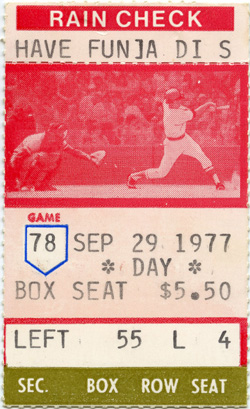 RAIN CHECK
HAVE FUN]A DI S
GAME
78 SEP 29 1977
* DAY *
BOX SEAT $5.50
LEFT 55 L 4
SEC. BOX ROW SEAT